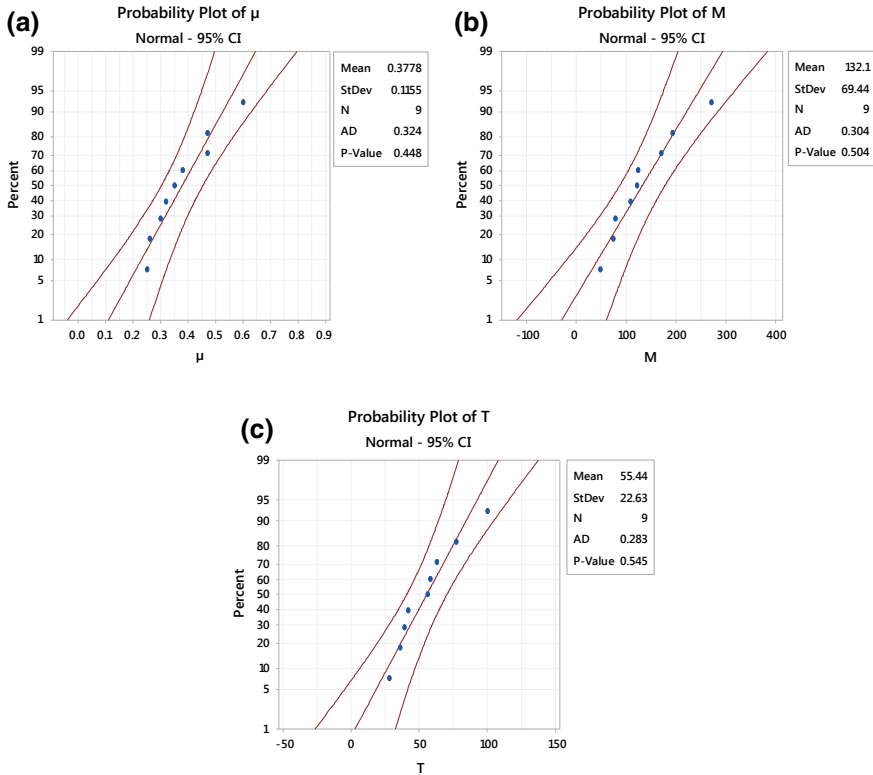 (a)
Probability Plot of µ
Normal - 95% CI
99
95
90
80
70
60
50
40
30
20
10
5
1
Percent
0.0 0.1 0.2 0.3 0.4 0.5 0.6 0.7 0.8 0.9
µ
Mean 0.3778
StDev 0.1155
N 9
AD 0.324
P-Value 0.448
(b)
Probability Plot of M
Normal - 95% CI
99
95
90
80
70
60
50
40
30
20
10
5
1
Percent
-100 0 100 200 300 400
M
Mean 132.1
StDev 69.44
N 9
AD 0.304
P-Value 0.504
(c)
Probability Plot of T
Normal - 95% CI
99
95
90
80
70
60
50
40
30
20
10
5
1
Percent
-50 0 50 100 150
T
Mean 55.44
StDev 22.63
N 9
AD 0.283
P-Value 0.545